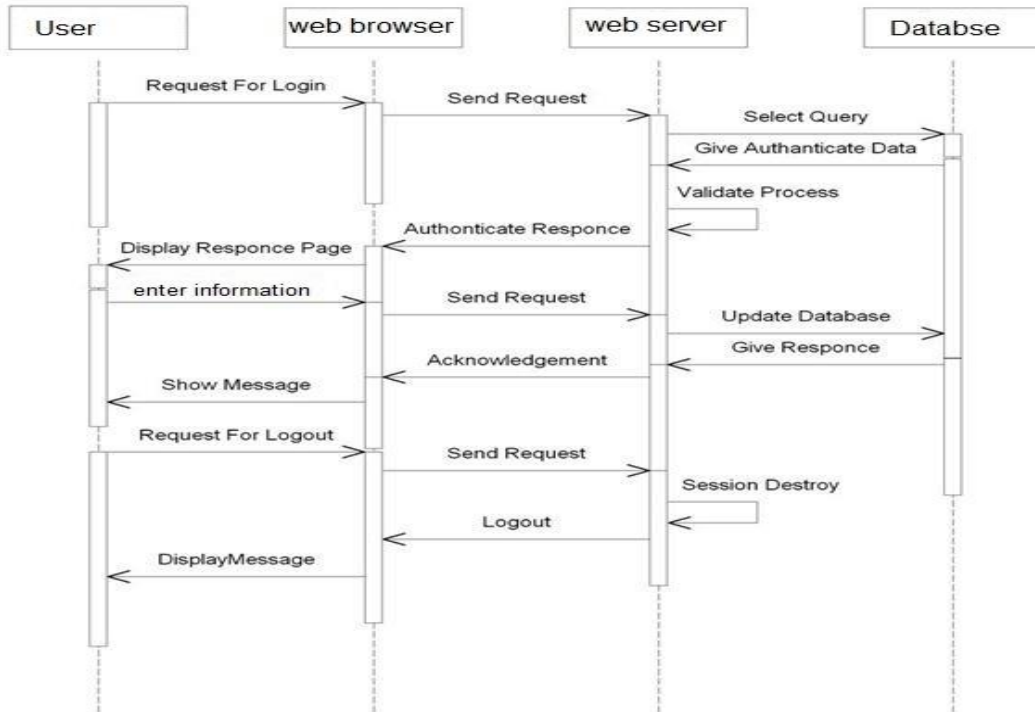 User
web browser
web server
Databse
Request For Login
Send Request
Select Query
Give Authanticate Data
Validate Process
Authonticate Responce
Display Responce Page
enter information
Send Request
Update Database
Give Responce
Acknowledgement
Show Message
Request For Logout
Send Request
Session Destroy
Logout
DisplayMessage